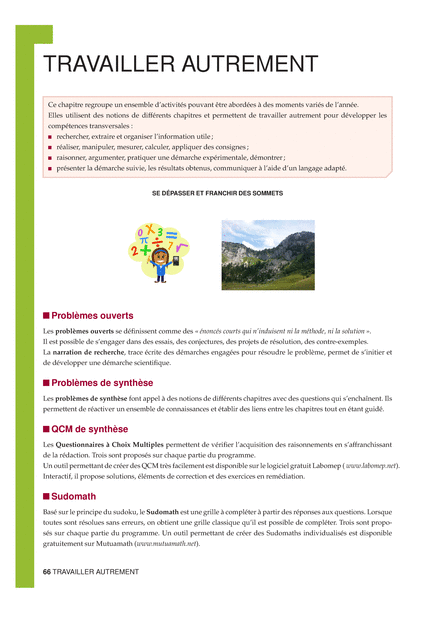 TRAVAILLER AUTREMENT
Ce chapitre regroupe un ensemble d'activités pouvant être abordées à des moments variés de l'année.
Elles utilisent des notions de différents chapitres et permettent de travailler autrement pour développer les
compétences transversales :
■ rechercher, extraire et organiser l'information utile ;
■ réaliser, manipuler, mesurer, calculer, appliquer des consignes ;
■ raisonner, argumenter, pratiquer une démarche expérimentale, démontrer ;
■ présenter la démarche suivie, les résultats obtenus, communiquer à l'aide d'un langage adapté.
SE DÉPASSER ET FRANCHIR DES SOMMETS
■ Problèmes ouverts
Les problèmes ouverts se définissent comme des « énoncés courts qui n'induisent ni la méthode, ni la solution ».
Il est possible de s'engager dans des essais, des conjectures, des projets de résolution, des contre-exemples.
La narration de recherche, trace écrite des démarches engagées pour résoudre le problème, permet de s'initier et
de développer une démarche scientifique.
■ Problèmes de synthèse
Les problèmes de synthèse font appel à des notions de différents chapitres avec des questions qui s'enchaînent. Ils
permettent de réactiver un ensemble de connaissances et établir des liens entre les chapitres tout en étant guidé.
■ QCM de synthèse
Les Questionnaires à Choix Multiples permettent de vérifier l'acquisition des raisonnements en s'affranchissant
de la rédaction. Trois sont proposés sur chaque partie du programme.
Un outil permettant de créer des QCM très facilement est disponible sur le logiciel gratuit Labomep (www.labomep.net).
Interactif, il propose solutions, éléments de correction et des exercices en remédiation.
■ Sudomath
Basé sur le principe du sudoku, le Sudomath est une grille à compléter à partir des réponses aux questions. Lorsque
toutes sont résolues sans erreurs, on obtient une grille classique qu'il est possible de compléter. Trois sont propo-
sés sur chaque partie du programme. Un outil permettant de créer des Sudomaths individualisés est disponible
gratuitement sur Mutuamath (www.mutuamath.net).
66 TRAVAILLER AUTREMENT